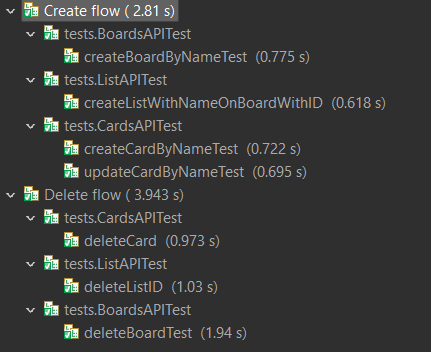 Create flow ( 2.81 s)
tests.BoardsAPITest
createBoardByNameTest (0.775 s)
tests.ListAPITest
createListWithNameOnBoardWithID (0.618 s)
tests.CardsAPITest
createCardByNameTest (0.722 s)
updateCardByNameTest (0.695 s)
Delete flow ( 3.943 s)
tests.CardsAPITest
deleteCard (0.973 s)
tests.ListAPITest
deleteListID (1.03 s)
tests.BoardsAPITest
deleteBoardTest (1.94 s)